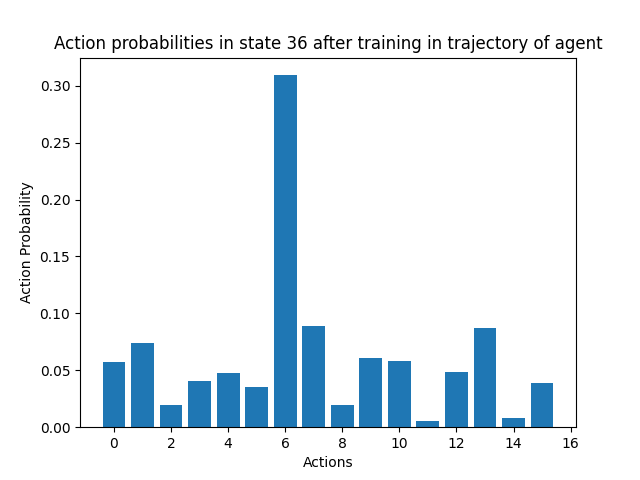 Action probabilities in state 36 after training in trajectory of agent
0.30
0.25
0.20
0.15
0.10
0.05
0.00
Action Probability
0 2 4 6 8 10 12 14 16
Actions